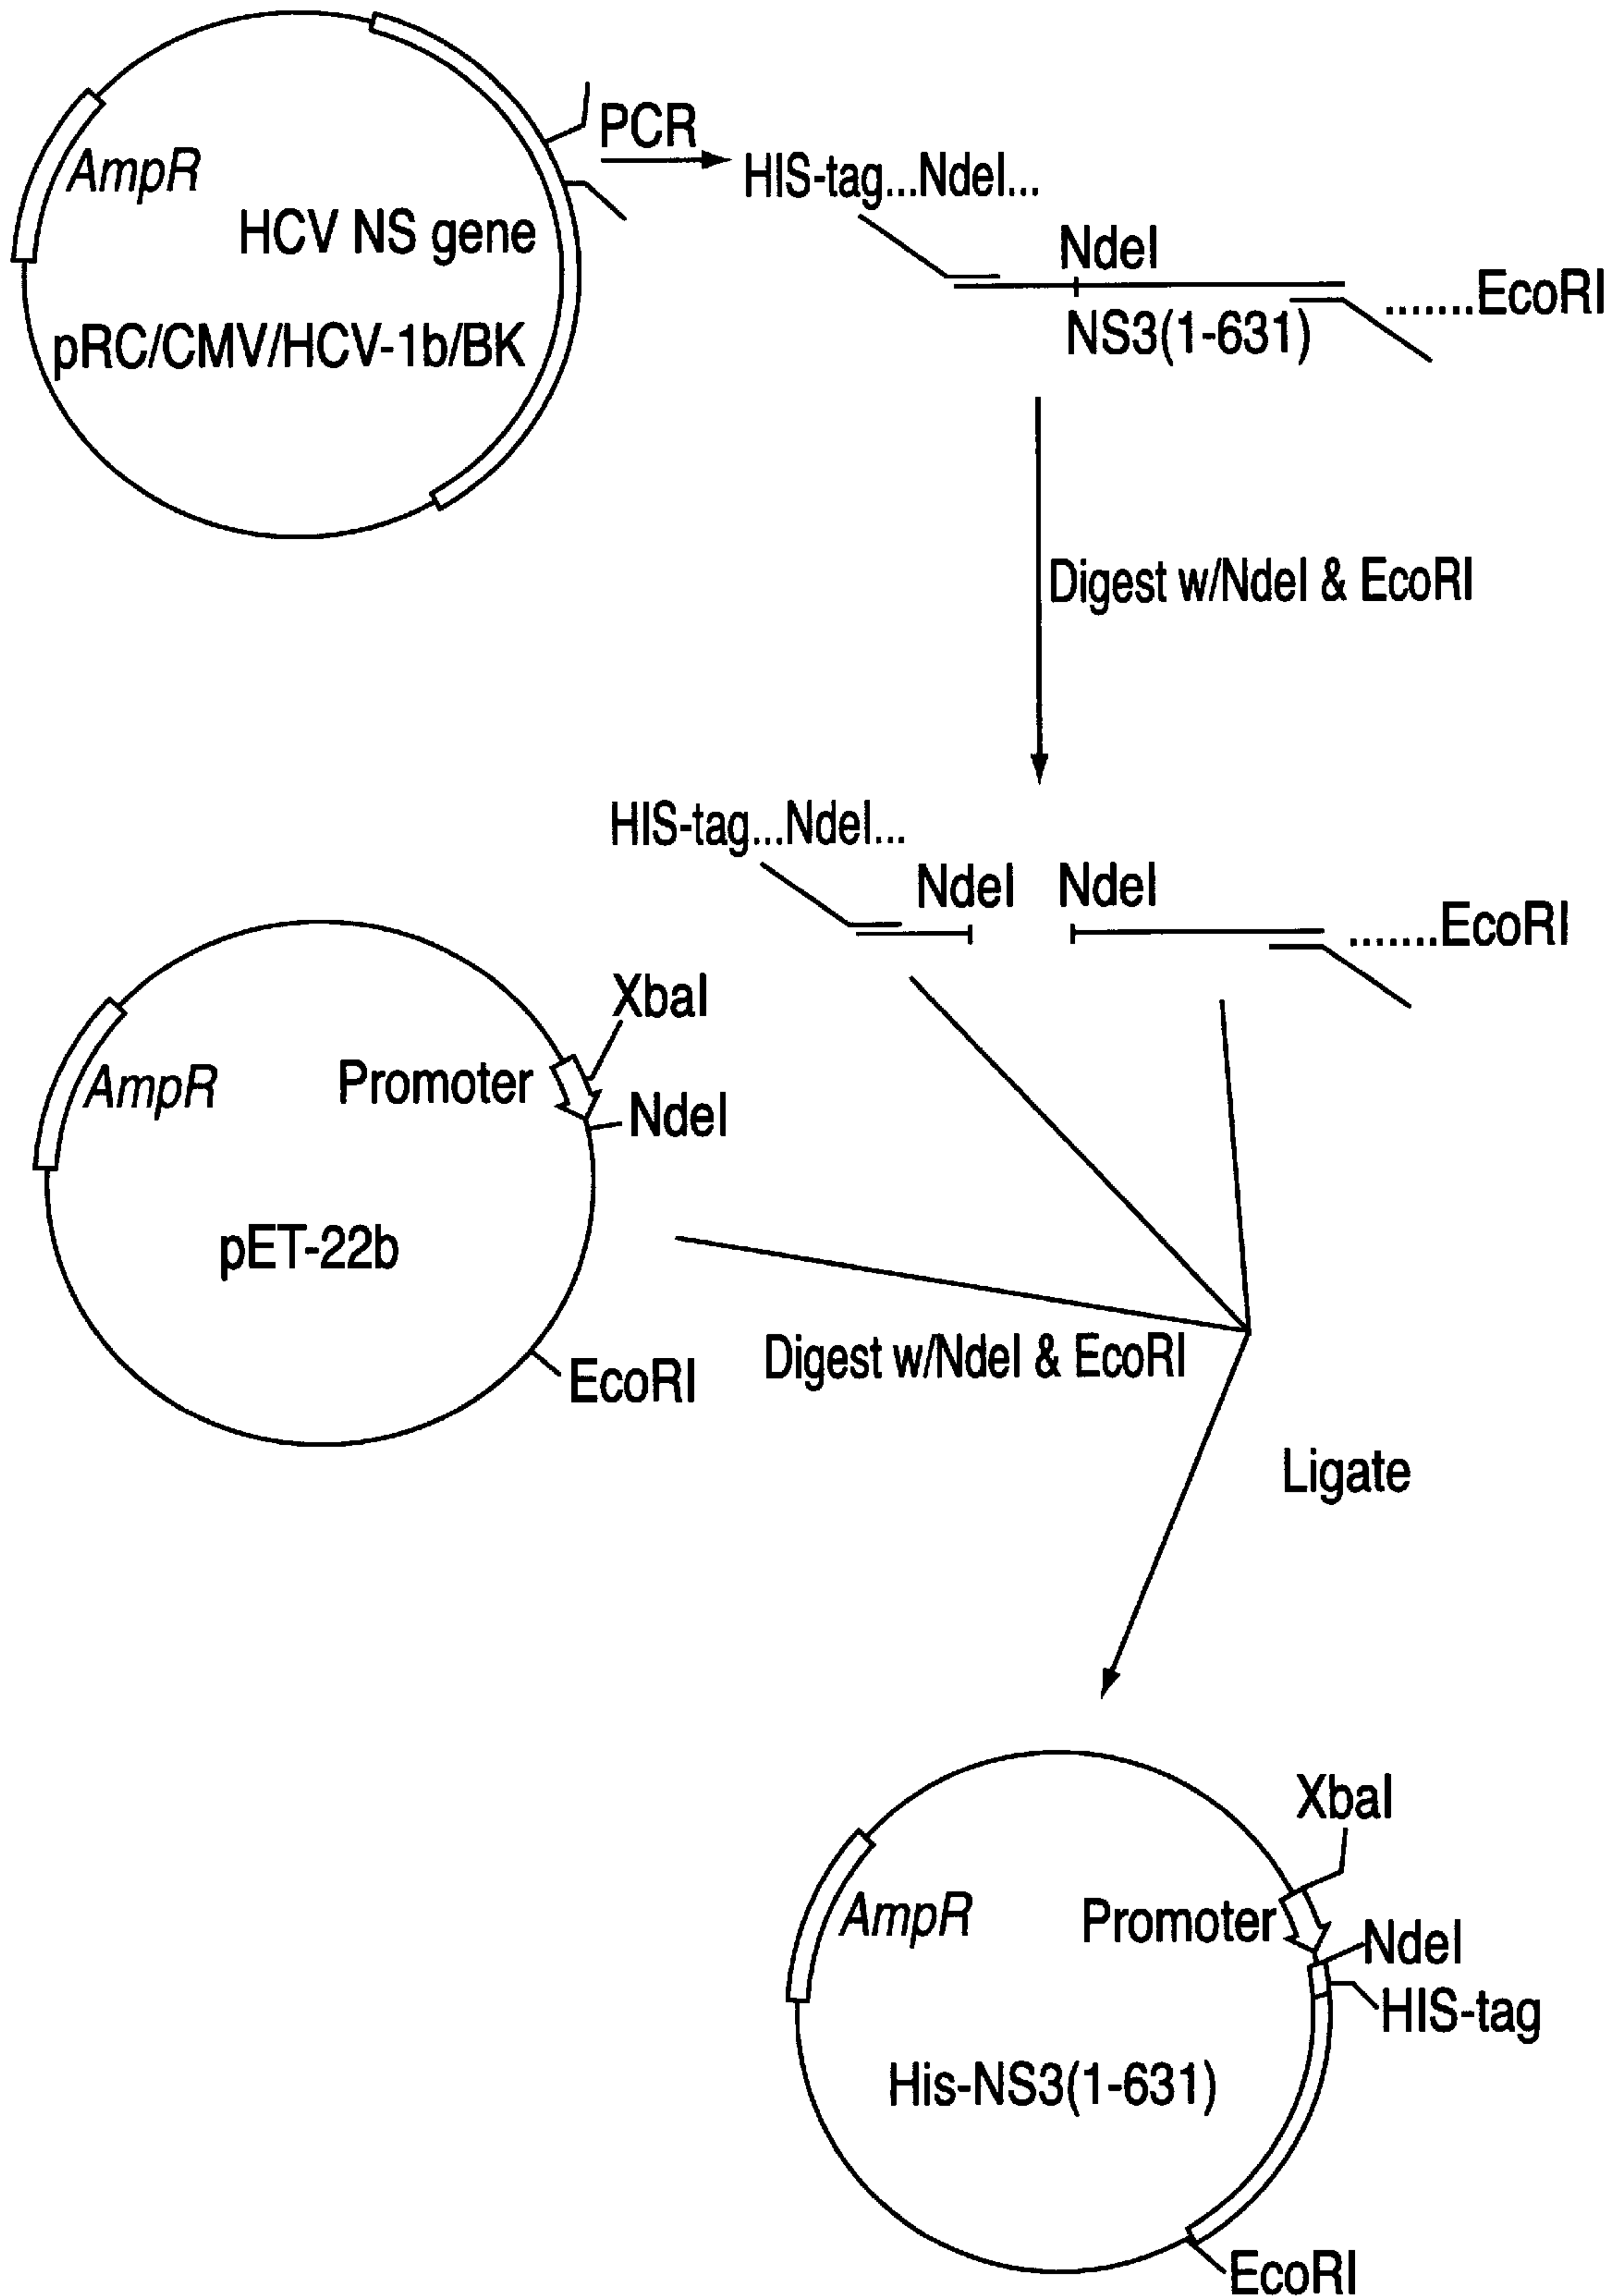 PCR
HIS-tag...NdeI...
AmpR
HCV NS gene
NdeI
.......EcoRI
pRC/CMV/HCV-1b/BK
NS3(1-631)
Digest w/NdeI & EcoRI
HIS-tag...NdeI...
NdeI
NdeI
.......EcoRI
XbaI
AmpR
Promoter
NdeI
pET-22b
Digest w/NdeI & EcoRI
EcoRI
Ligate
XbaI
AmpR
Promoter
NdeI
HIS-tag
His-NS3(1-631)
EcoRI